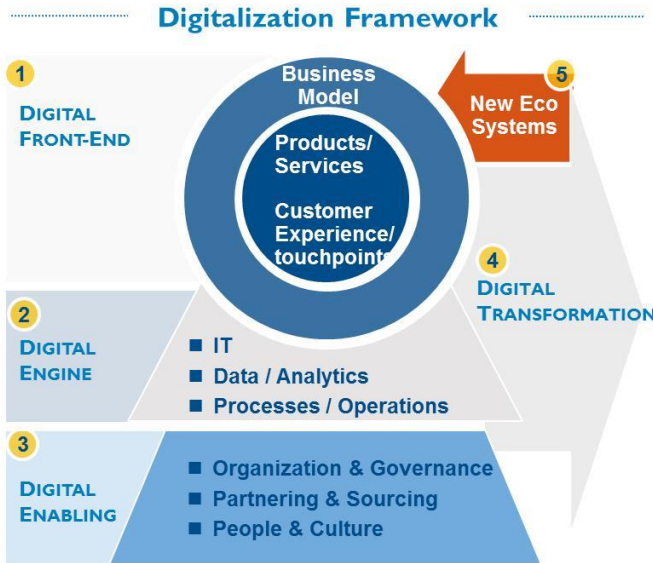 Digitalization Framework
1
DIGITAL
FRONT-END
Business
Model
Products/
Services
Customer
Experience/
touchpoints
5
New Eco
Systems
4
DIGITAL
TRANSFORMATION
2
DIGITAL
ENGINE
IT
Data / Analytics
Processes / Operations
3
DIGITAL
ENABLING
Organization & Governance
Partnering & Sourcing
People & Culture